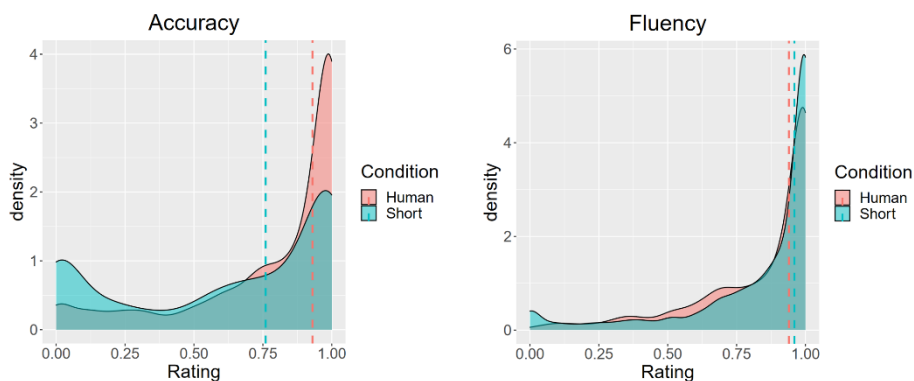 Accuracy
4
3
2
1
0
density
0.00 0.25 0.50 0.75 1.00
Rating
Condition
Human
Short
Fluency
6
4
2
0
density
0.00 0.25 0.50 0.75 1.00
Rating
Condition
Human
Short